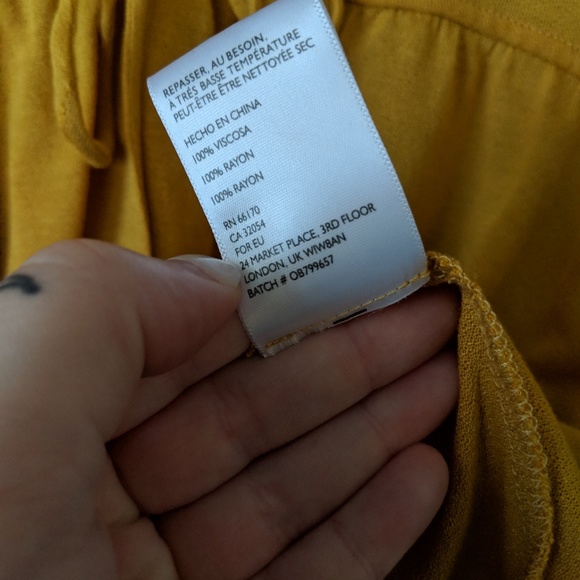 REPASSER, AU BESOIN,
À TRÈS BASSE TEMPÉRATURE
PEUT-ÊTRE ÊTRE NETTOYÉE SEC
HECHO EN CHINA
100% VISCOSA
100% RAYON
100% RAYON
RN 66170
CA 32054
FOR EU
24 MARKET PLACE, 3RD FLOOR
LONDON, UK WIWBAN
BATCH # OB799657